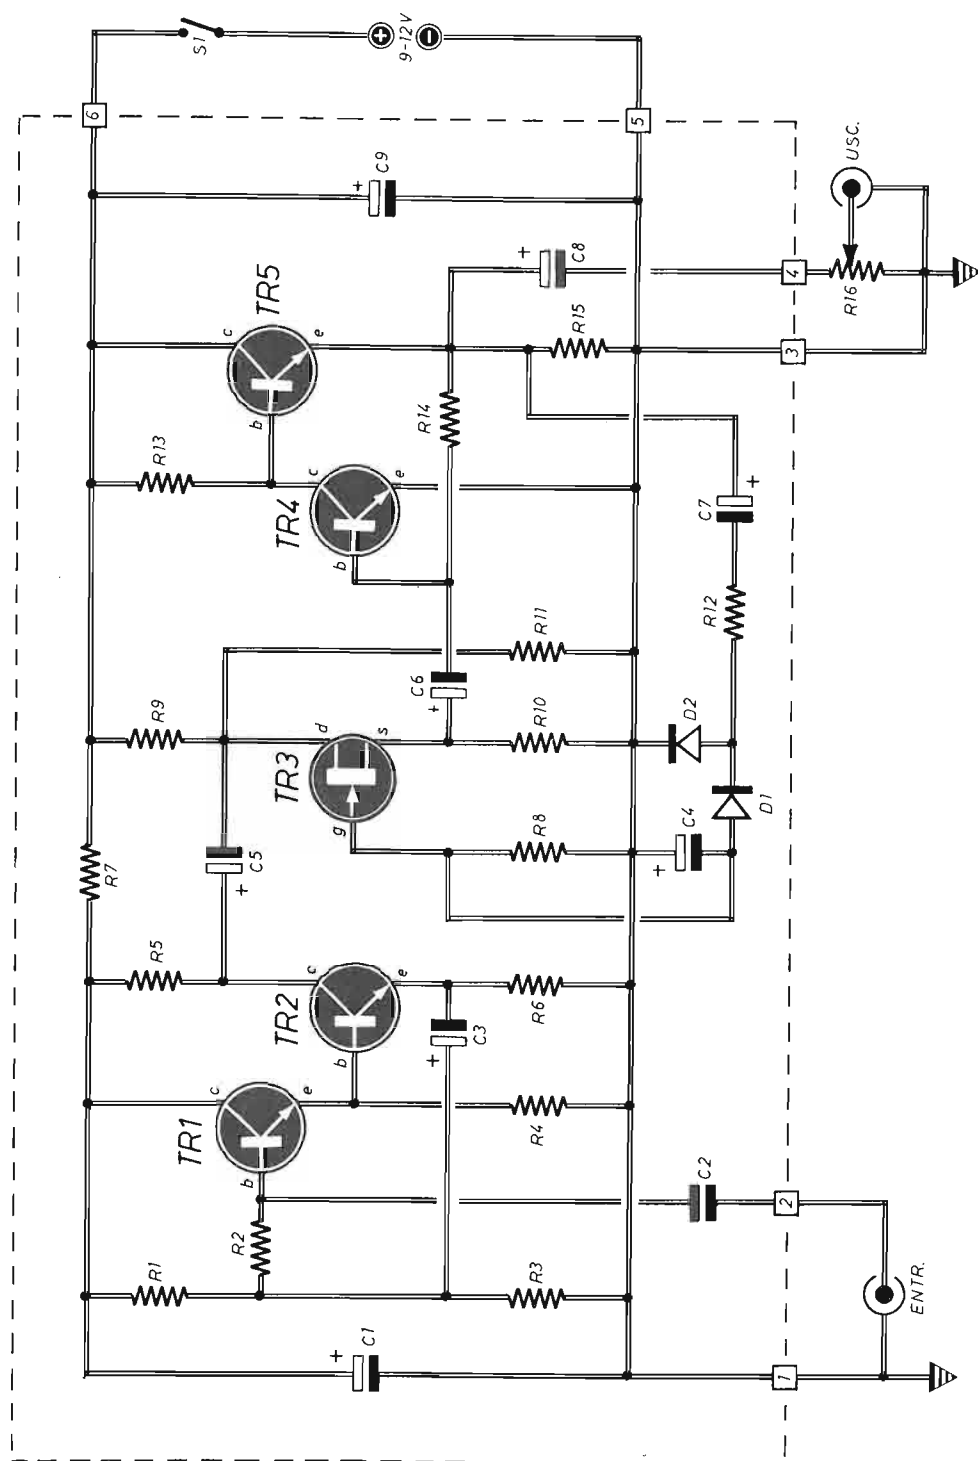 S1
9-12V
6
5
+
C9
USC.
+
C8
4
R16
3
TR5
c
e
b
R15
R14
R13
TR4
c
e
b
C7
+
R12
R11
R9
C6
+
R10
D2
TR3
d
s
g
D1
R8
C4
+
R7
C5
+
R5
TR2
c
e
b
R6
C3
+
TR1
c
e
b
R4
C2
2
R2
R1
R3
ENTR.
C1
+
1